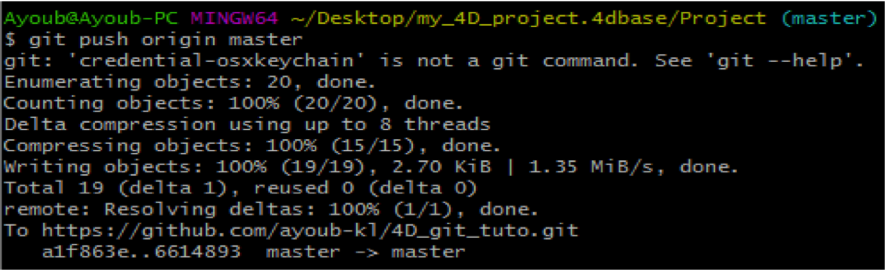 Ayoub@Ayoub-PC MINGW64 ~/Desktop/my_4D_project.4dbase/Project (master)
$ git push origin master
git: 'credential-osxkeychain' is not a git command. See 'git --help'.
Enumerating objects: 20, done.
Counting objects: 100% (20/20), done.
Delta compression using up to 8 threads
Compressing objects: 100% (15/15), done.
Writing objects: 100% (19/19), 2.70 KiB | 1.35 MiB/s, done.
Total 19 (delta 1), reused 0 (delta 0)
remote: Resolving deltas: 100% (1/1), done.
To https://github.com/ayoub-kl/4D_git_tuto.git
   a1f863e..6614893  master -> master